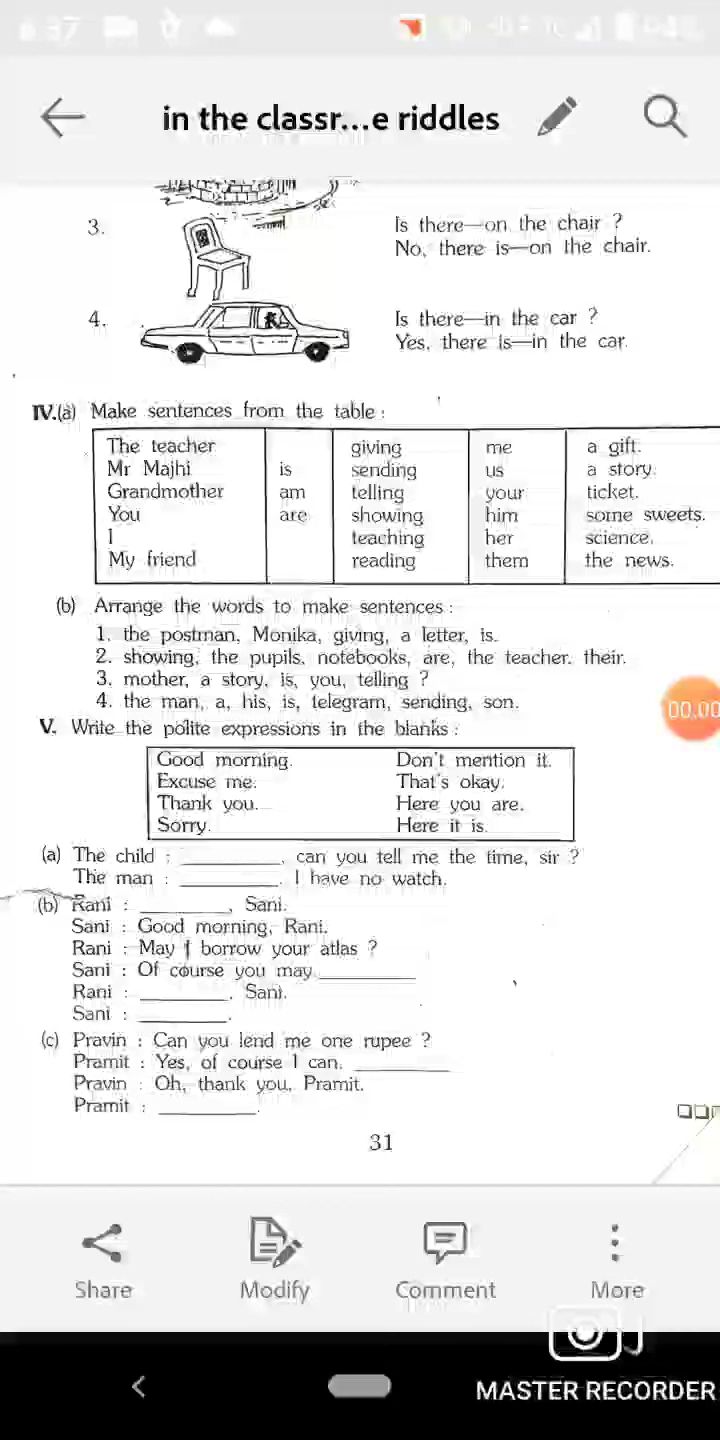 in the classr...e riddles
3.
Is there—on the chair ?
No, there is—on the chair.
4.
Is there—in the car ?
Yes, there is—in the car.
IV.(a) Make sentences from the table :
The teacher giving me a gift.
Mr Majhi is sending us a story.
Grandmother am telling your ticket.
You are showing him some sweets.
I teaching her science.
My friend reading them the news.
(b) Arrange the words to make sentences :
1. the postman, Monika, giving, a letter, is.
2. showing, the pupils, notebooks, are, the teacher. their.
3. mother, a story, is, you, telling ?
4. the man, a, his, is, telegram, sending, son.
00.00
V. Write the polite expressions in the blanks :
Good morning. Don't mention it.
Excuse me. That's okay.
Thank you. Here you are.
Sorry. Here it is.
(a) The child : ________, can you tell me the time, sir ?
The man : ________. I have no watch.
(b) Rani : ________, Sani.
Sani : Good morning, Rani.
Rani : May I borrow your atlas ?
Sani : Of course you may ________
Rani : ________. Sani.
Sani : ________.
(c) Pravin : Can you lend me one rupee ?
Pramit : Yes, of course I can. ________
Pravin : Oh, thank you, Pramit.
Pramit : ________.
31
Share Modify Comment More
MASTER RECORDER